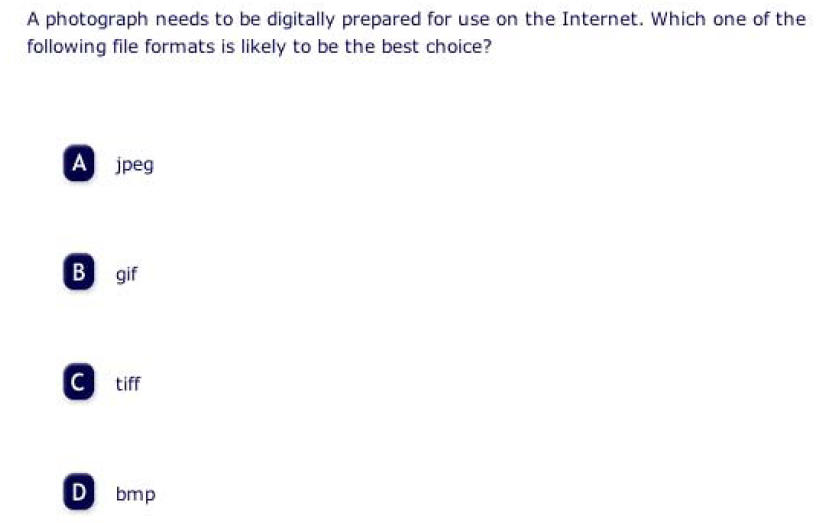 A photograph needs to be digitally prepared for use on the Internet. Which one of the
following file formats is likely to be the best choice?
A jpeg
B gif
C tiff
D bmp